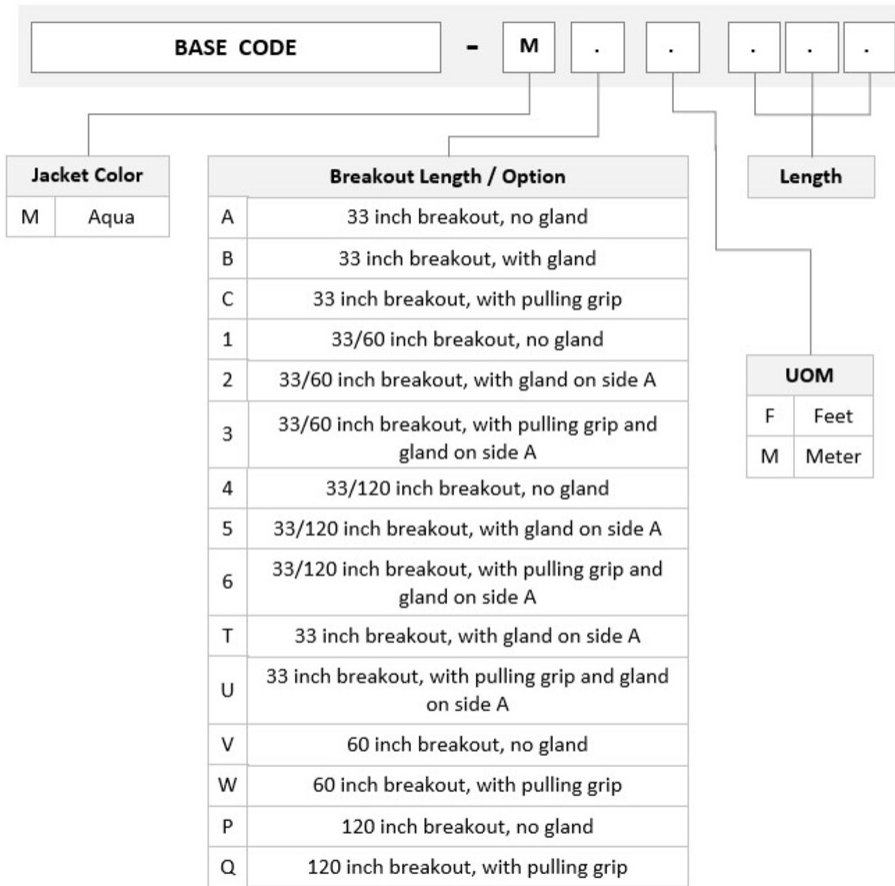 BASE CODE - M . . . . .
Jacket Color
M Aqua
Breakout Length / Option
A 33 inch breakout, no gland
B 33 inch breakout, with gland
C 33 inch breakout, with pulling grip
1 33/60 inch breakout, no gland
2 33/60 inch breakout, with gland on side A
3 33/60 inch breakout, with pulling grip and
gland on side A
4 33/120 inch breakout, no gland
5 33/120 inch breakout, with gland on side A
6 33/120 inch breakout, with pulling grip and
gland on side A
T 33 inch breakout, with gland on side A
U 33 inch breakout, with pulling grip and gland
on side A
V 60 inch breakout, no gland
W 60 inch breakout, with pulling grip
P 120 inch breakout, no gland
Q 120 inch breakout, with pulling grip
Length
UOM
F Feet
M Meter